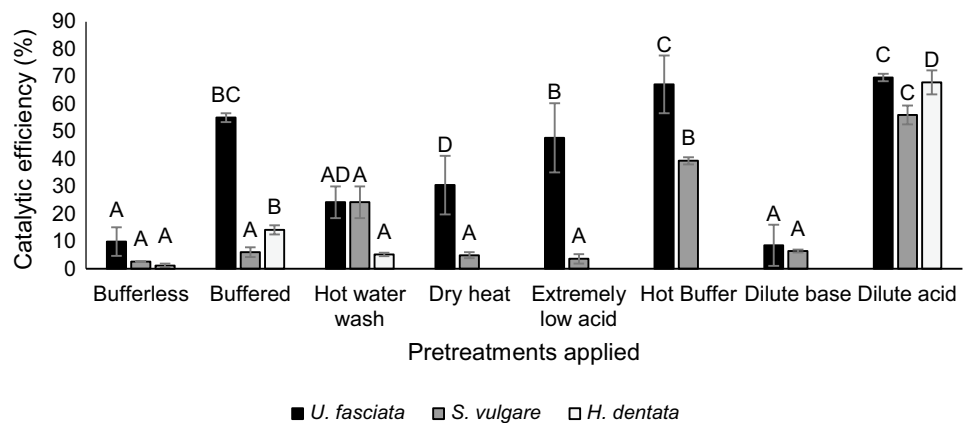 90
80
70
60
50
40
30
20
10
0
Catalytic efficiency (%)
A
A
A
BC
A
B
AD
A
A
D
A
B
A
C
B
A
A
C
C
D
Bufferless
Buffered
Hot water
wash
Dry heat
Extremely
low acid
Hot Buffer
Dilute base
Dilute acid
Pretreatments applied
U. fasciata
S. vulgare
H. dentata